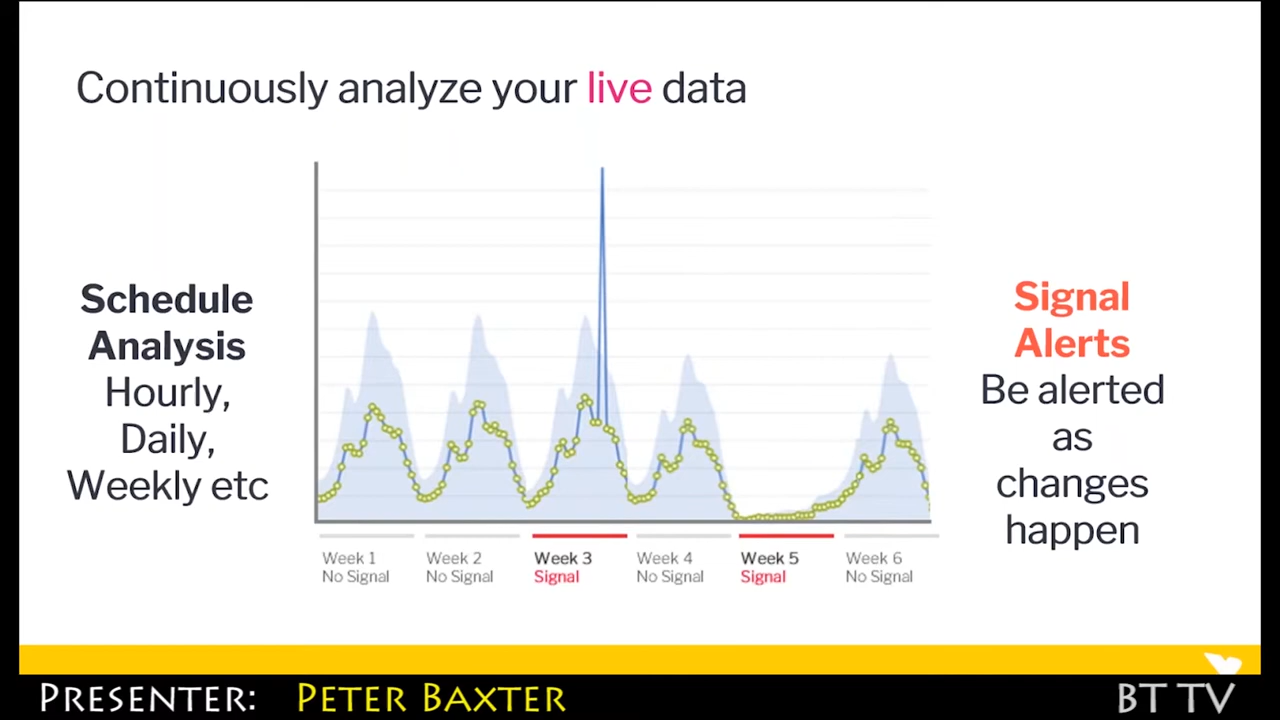 Continuously analyze your live data
Schedule
Analysis
Hourly,
Daily,
Weekly etc
Signal
Alerts
Be alerted
as
changes
happen
Week 1
No Signal
Week 2
No Signal
Week 3
Signal
Week 4
No Signal
Week 5
Signal
Week 6
No Signal
PRESENTER: PETER BAXTER
BT TV